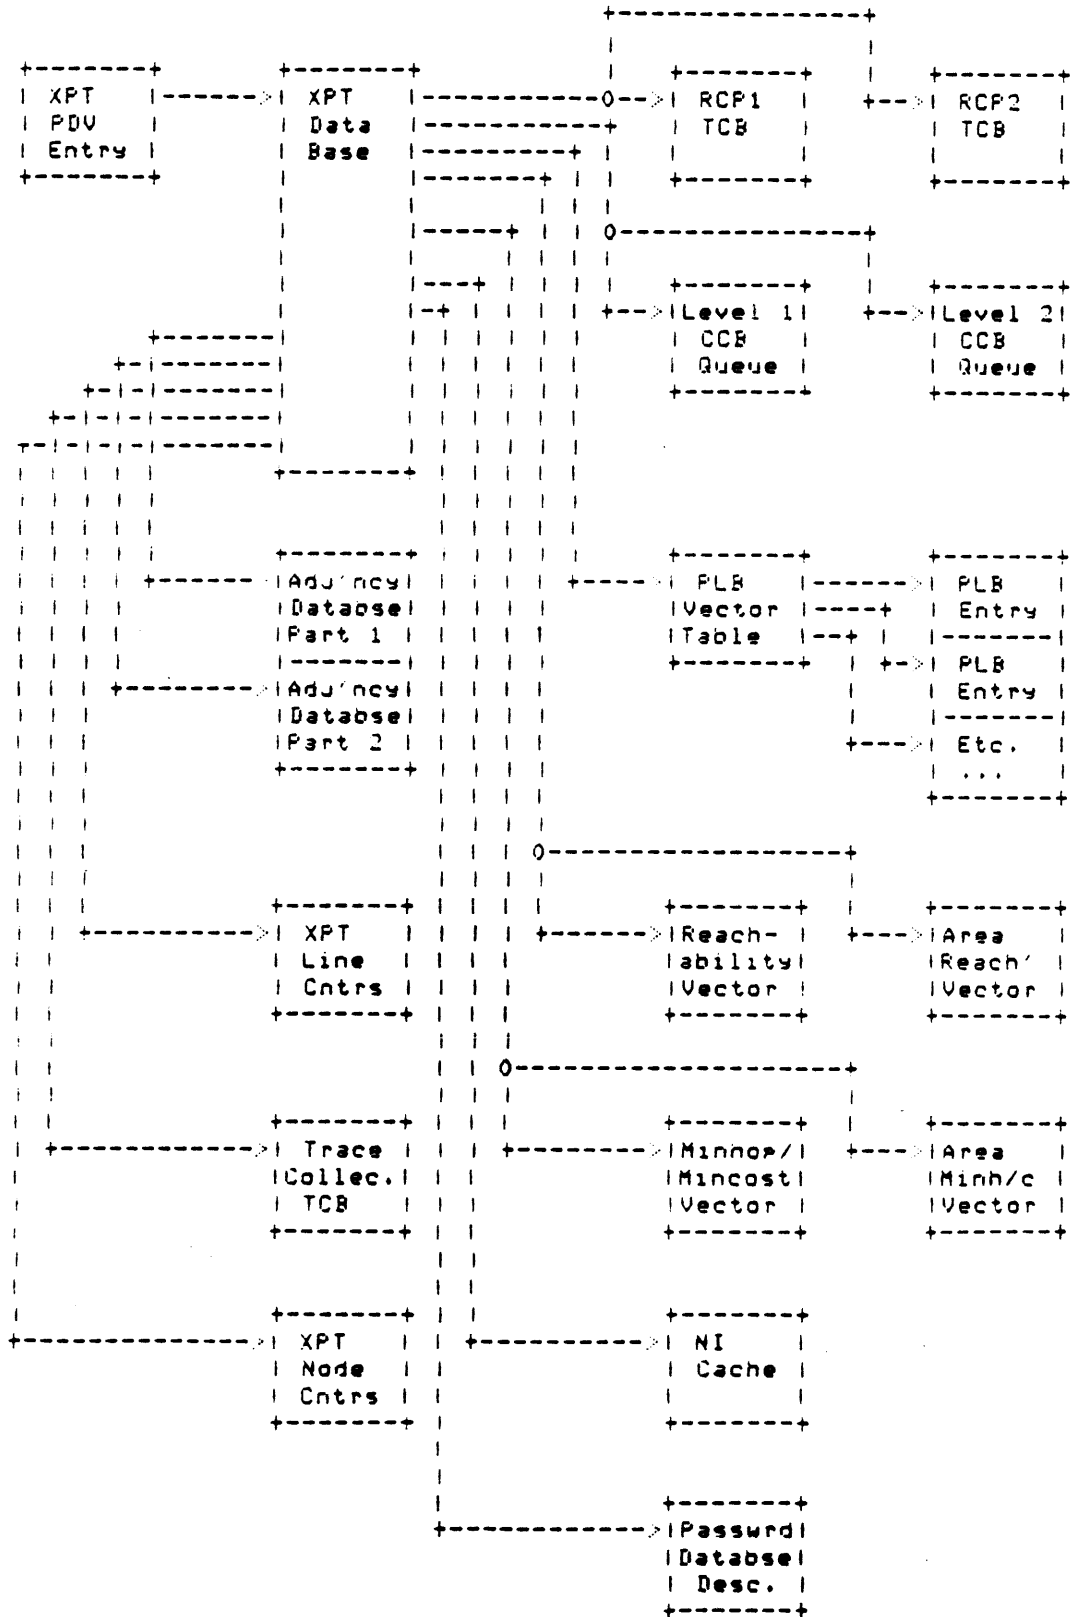 XPT
PDV
Entry
XPT
Data
Base
RCP1
TCB
RCP2
TCB
Level 1
CCB
Queue
Level 2
CCB
Queue
Adj'ncy
Databse
Part 1
Adj'ncy
Databse
Part 2
PLB
Vector
Table
PLB
Entry
PLB
Entry
Etc.
...
XPT
Line
Cntrs
Reach-
ability
Vector
Area
Reach'
Vector
Trace
Collec.
TCB
Minhop/
Mincost
Vector
Area
Minh/c
Vector
XPT
Node
Cntrs
NI
Cache
Passwrd
Databse
Desc.